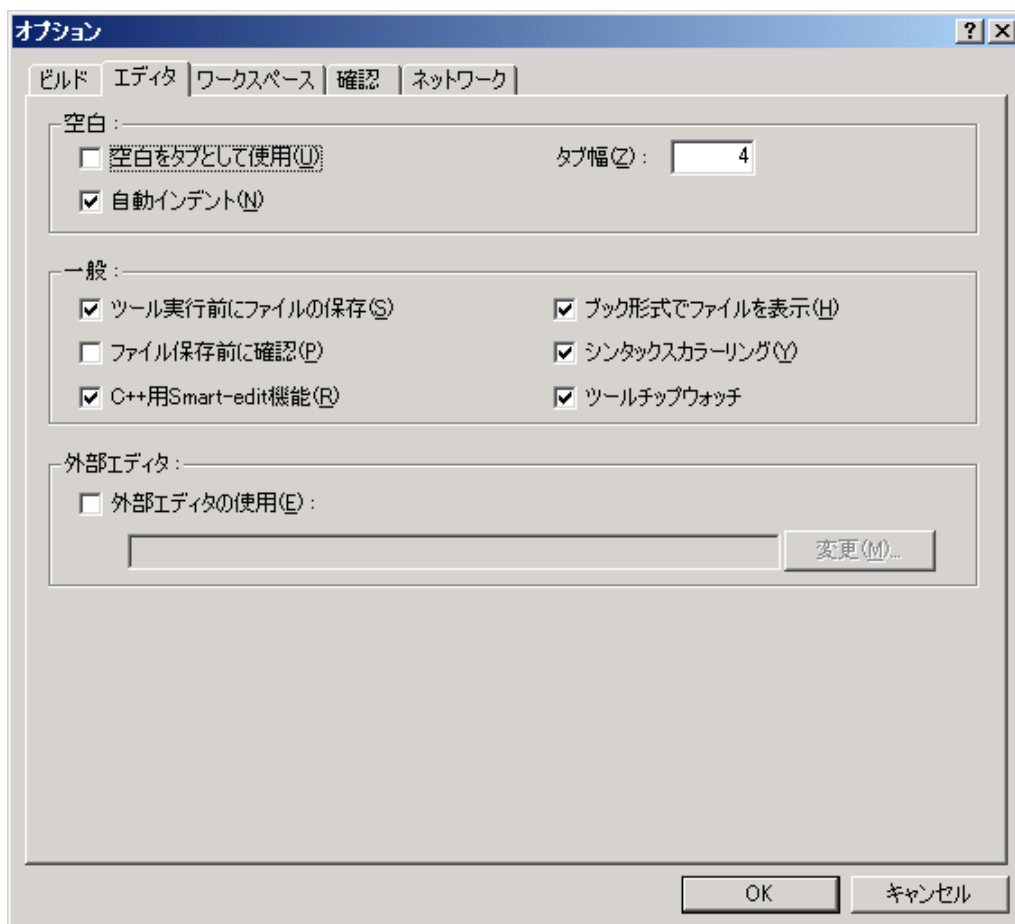 オプション
ビルド エディタ ワークスペース 確認 ネットワーク
空白 :
空白をタブとして使用(U) タブ幅(Z) : 4
自動インデント(N)
一般 :
ツール実行前にファイルの保存(S) ブック形式でファイルを表示(H)
ファイル保存前に確認(P) シンタックスカラーリング(Y)
C++用Smart-edit機能(R) ツールチップウォッチ
外部エディタ :
外部エディタの使用(E) :
変更(M)...
OK キャンセル